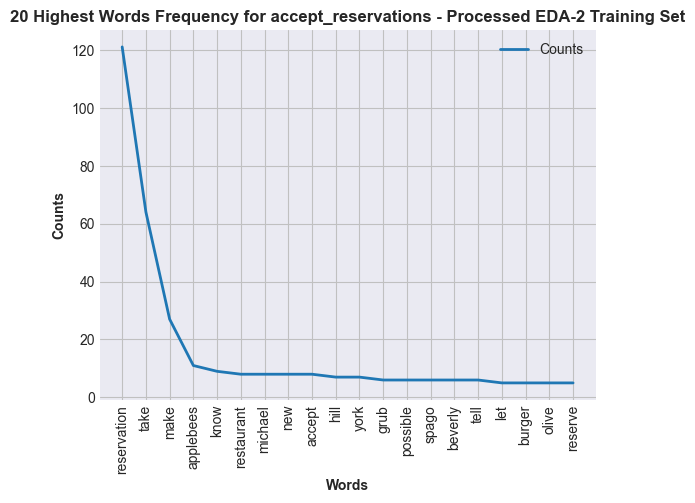 20 Highest Words Frequency for accept_reservations - Processed EDA-2 Training Set
Counts
120
100
80
60
40
20
0
Counts
reservation
take
make
applebees
know
restaurant
michael
new
accept
hill
york
grub
possible
spago
beverly
tell
let
burger
olive
reserve
Words